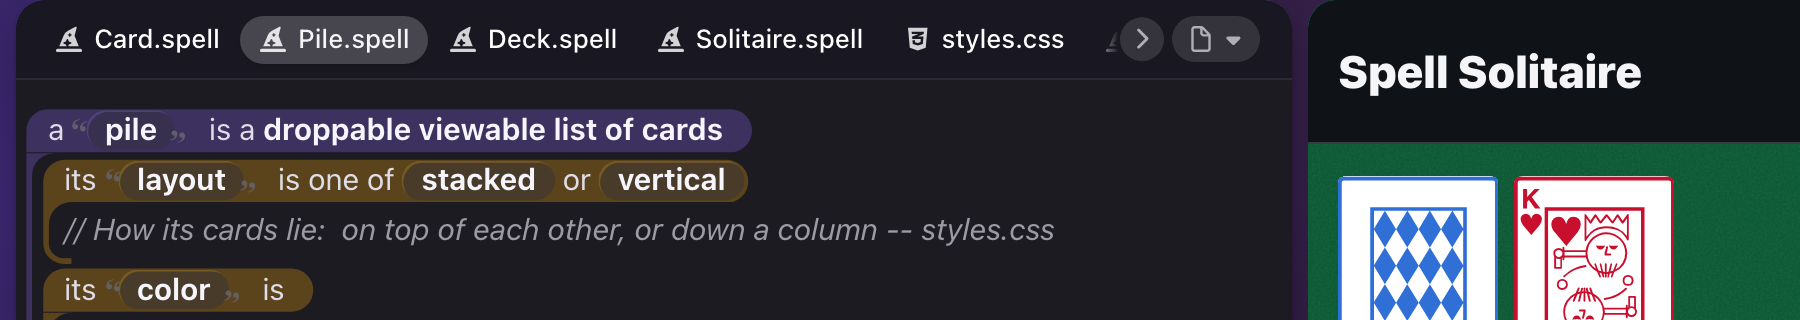 Card.spell Pile.spell Deck.spell Solitaire.spell styles.css
Spell Solitaire
a “ pile ” is a droppable viewable list of cards
its “ layout ” is one of stacked or vertical
// How its cards lie: on top of each other, or down a column -- styles.css
its “ color ” is
K